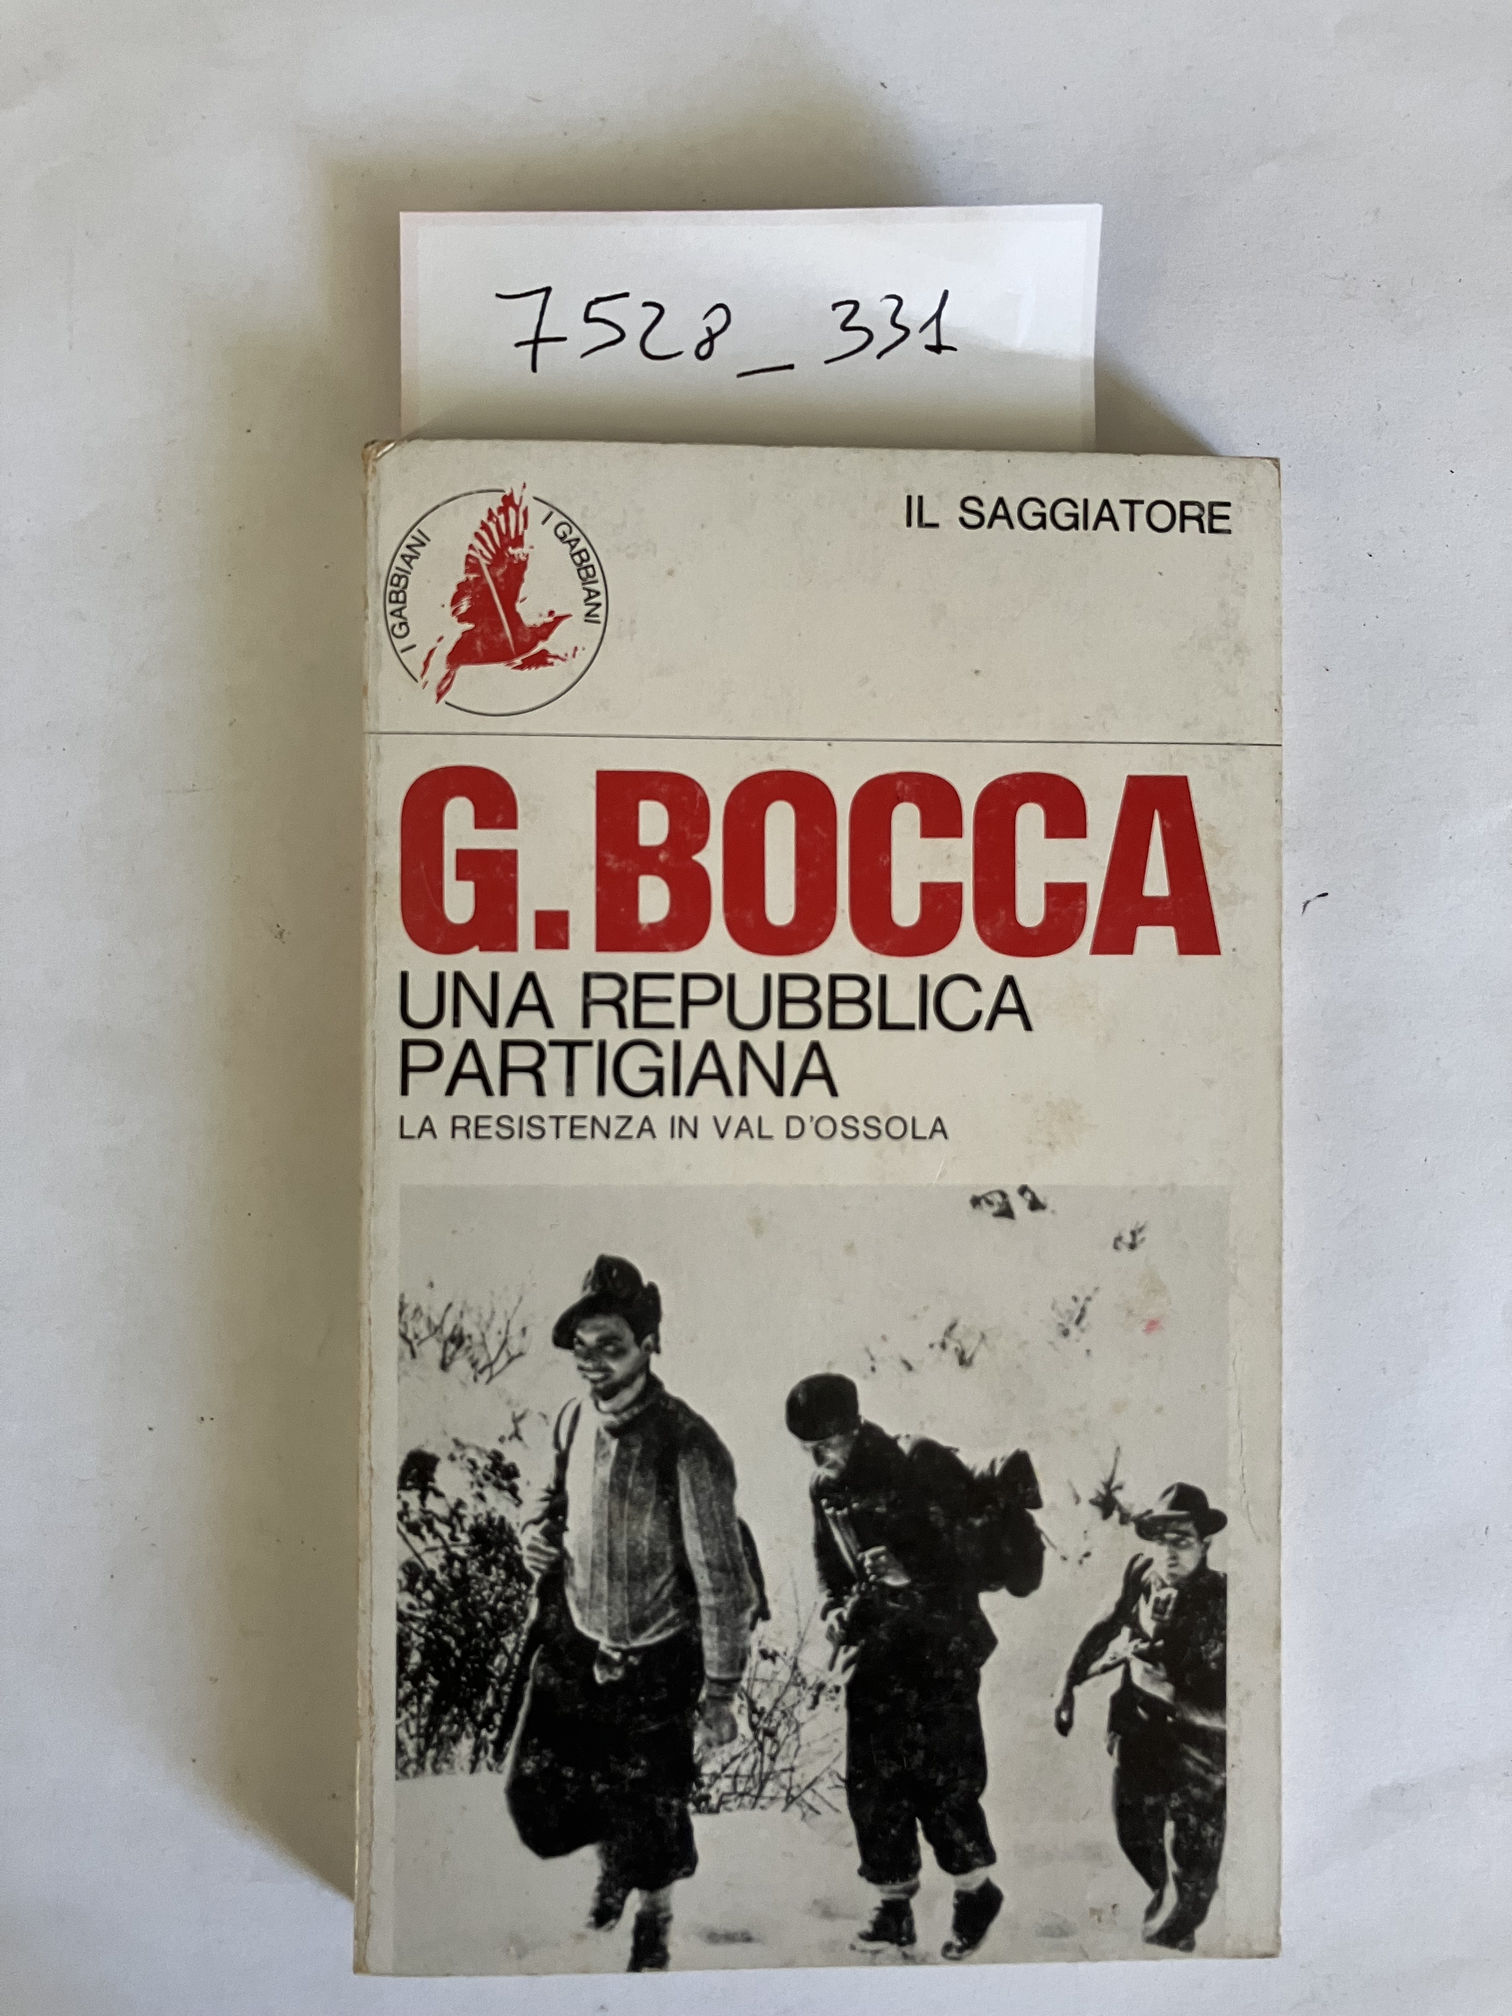 7528_331
IL SAGGIATORE
I GABBIANI
I GABBIANI
G. BOCCA
UNA REPUBBLICA
PARTIGIANA
LA RESISTENZA IN VAL D'OSSOLA